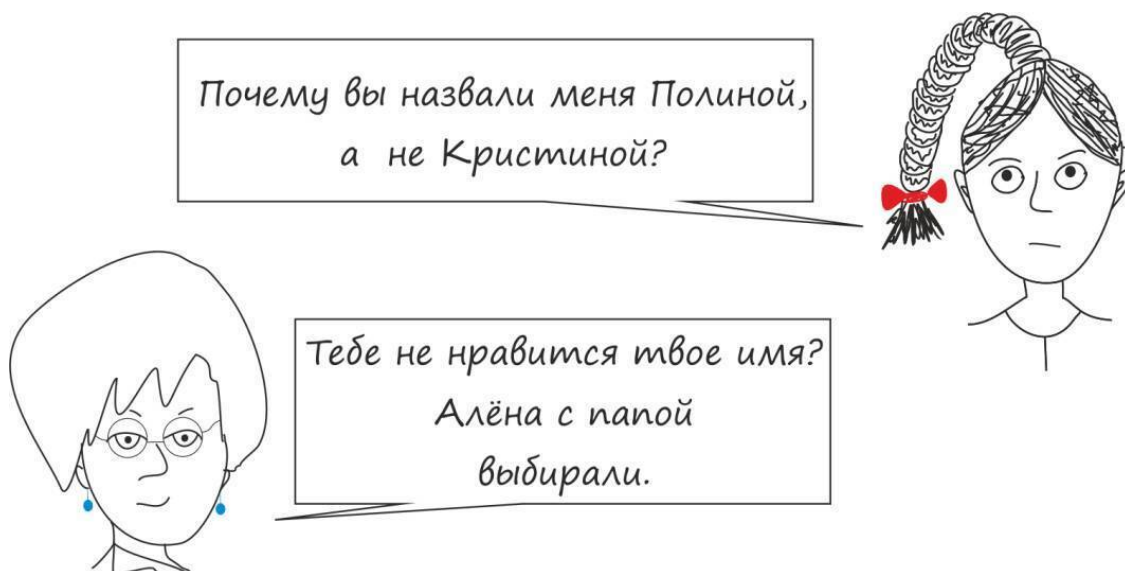 Почему вы назвали меня Полиной,
а не Кристиной?
Тебе не нравится твое имя?
Алёна с папой
выбирали.